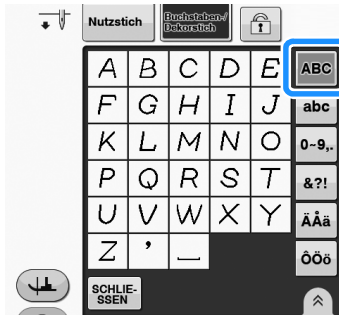 Nutzstich
Buchstaben-/
Dekorstich
A B C D E
ABC
F G H I J
abc
K L M N O
0~9,.
P Q R S T
&?!
U V W X Y
ÄÅä
Z ’ _
ÔÖö
SCHLIE-
SSEN